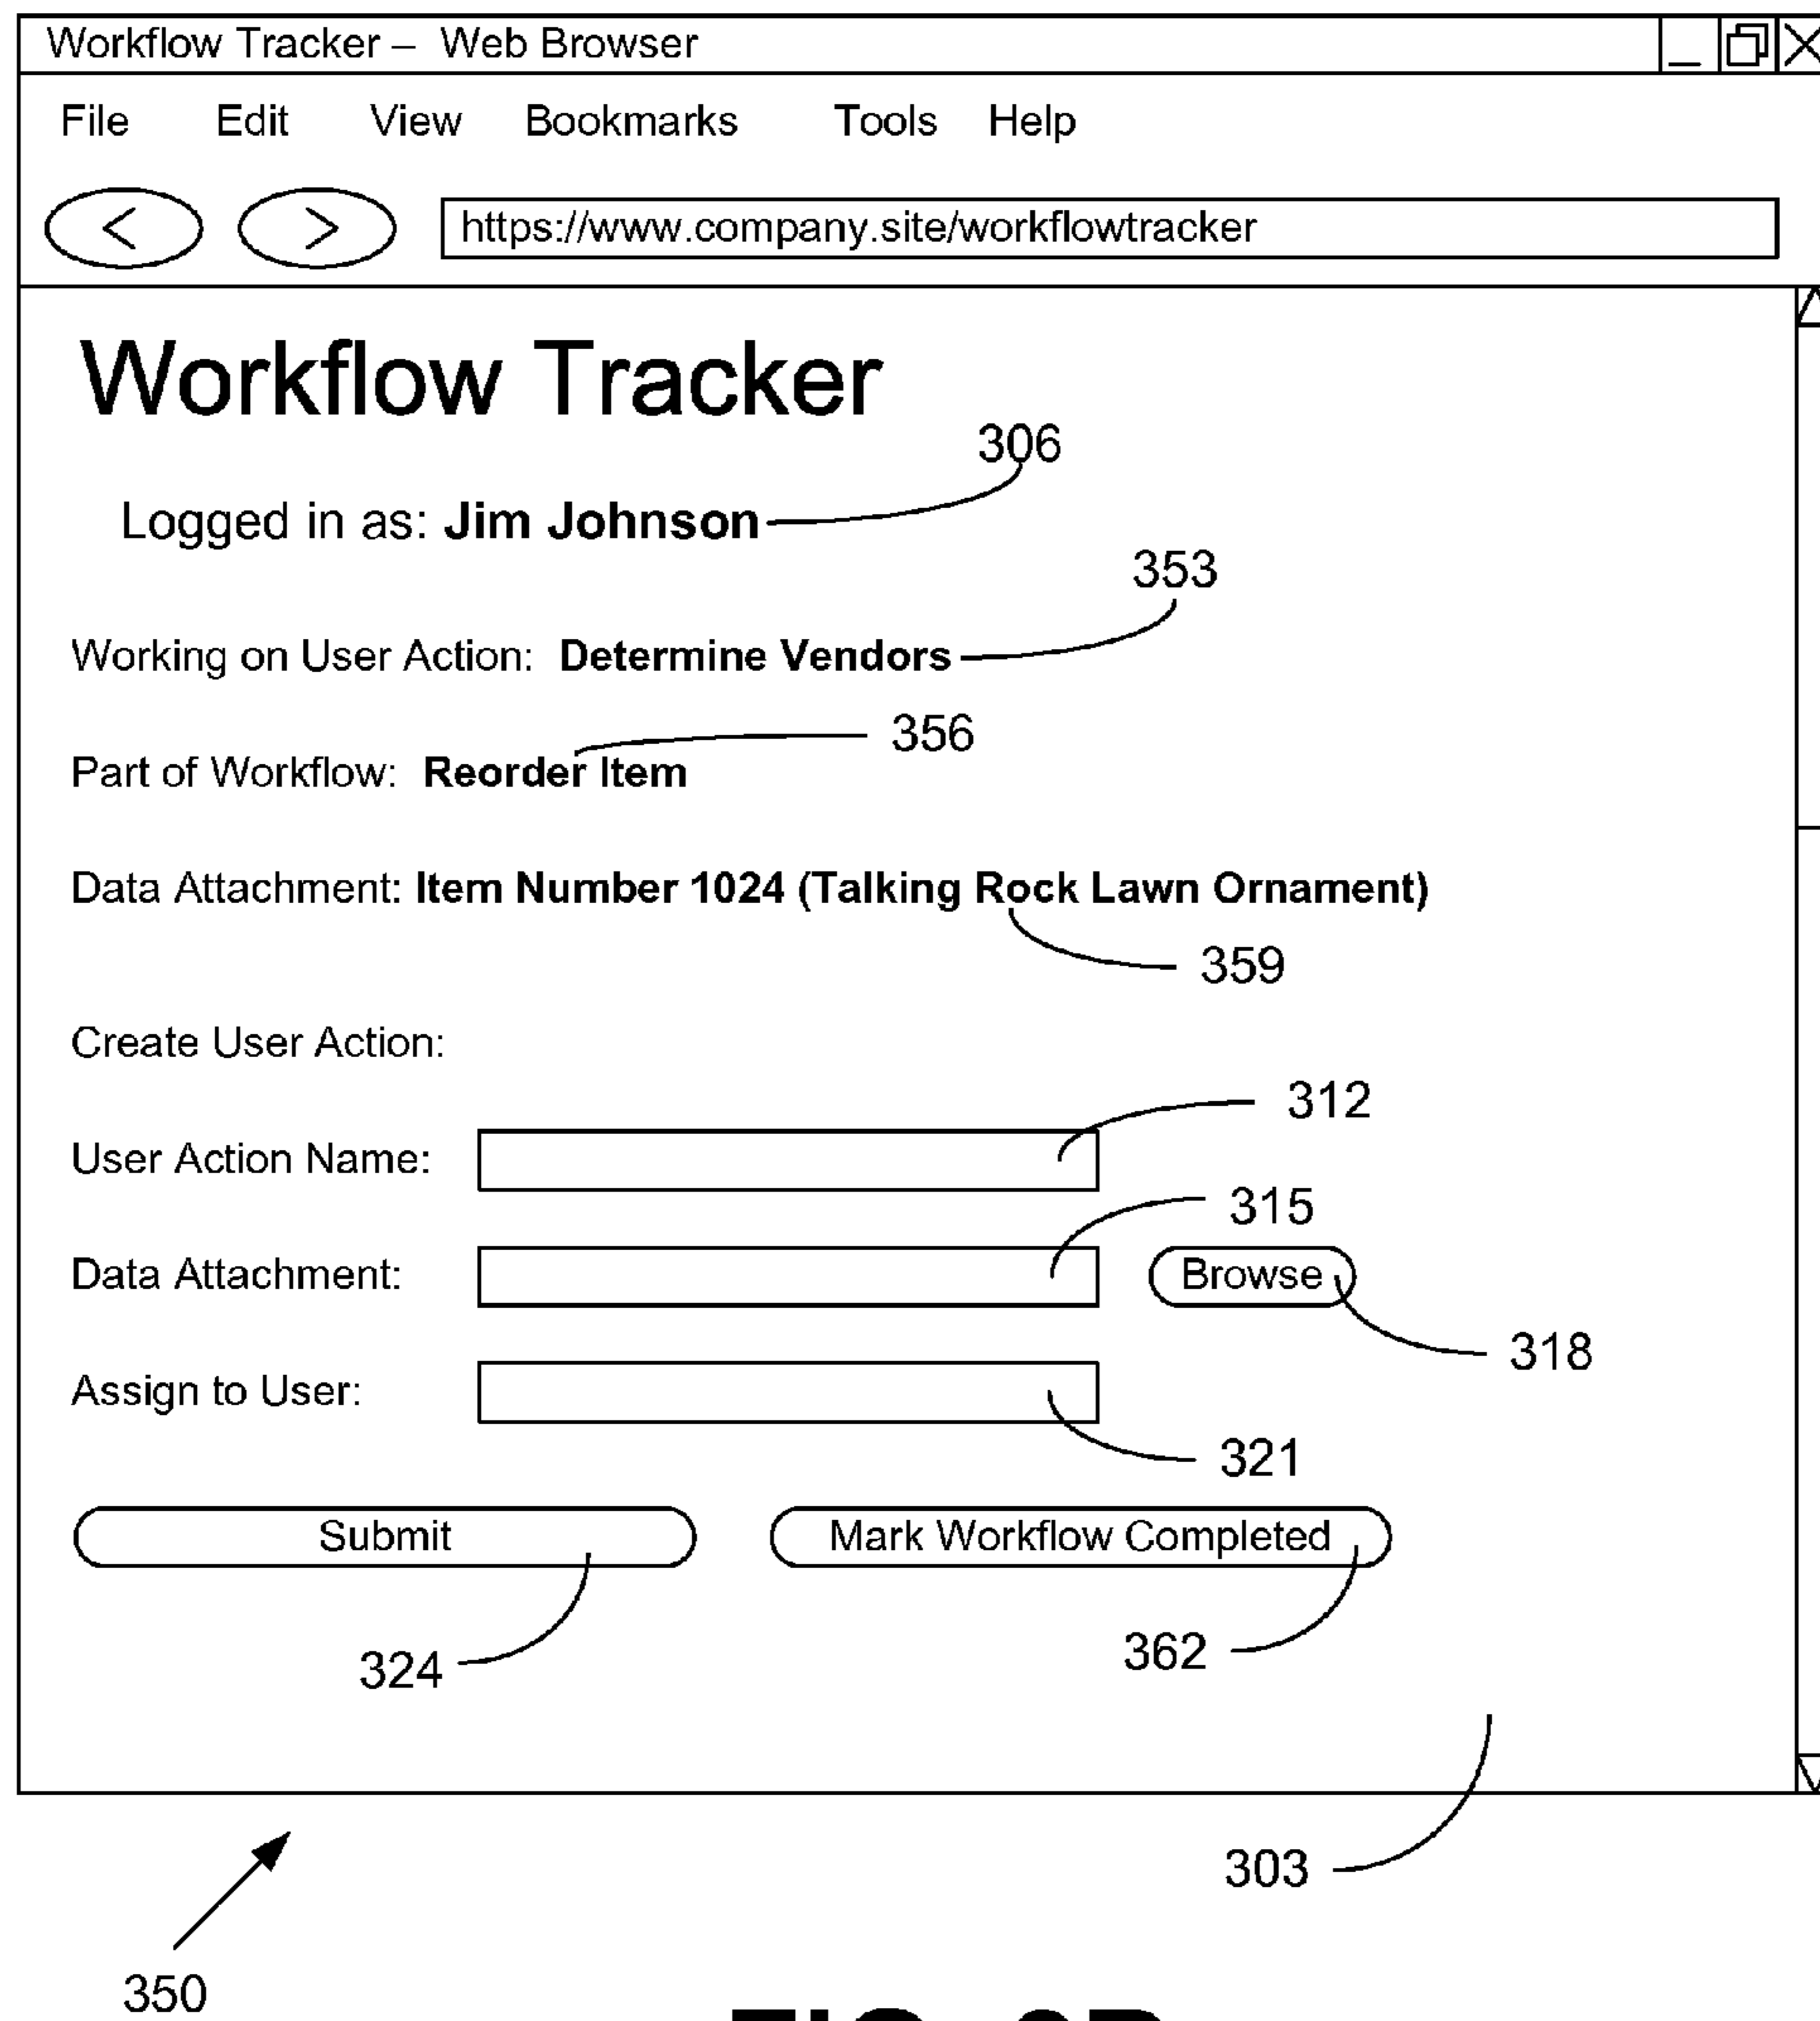 Workflow Tracker – Web Browser
File Edit View Bookmarks Tools Help
< > https://www.company.site/workflowtracker
Workflow Tracker
306
Logged in as: Jim Johnson
353
Working on User Action: Determine Vendors
356
Part of Workflow: Reorder Item
Data Attachment: Item Number 1024 (Talking Rock Lawn Ornament)
359
Create User Action:
312
User Action Name:
315
Data Attachment: Browse
318
Assign to User:
321
Submit Mark Workflow Completed
324 362
303
350